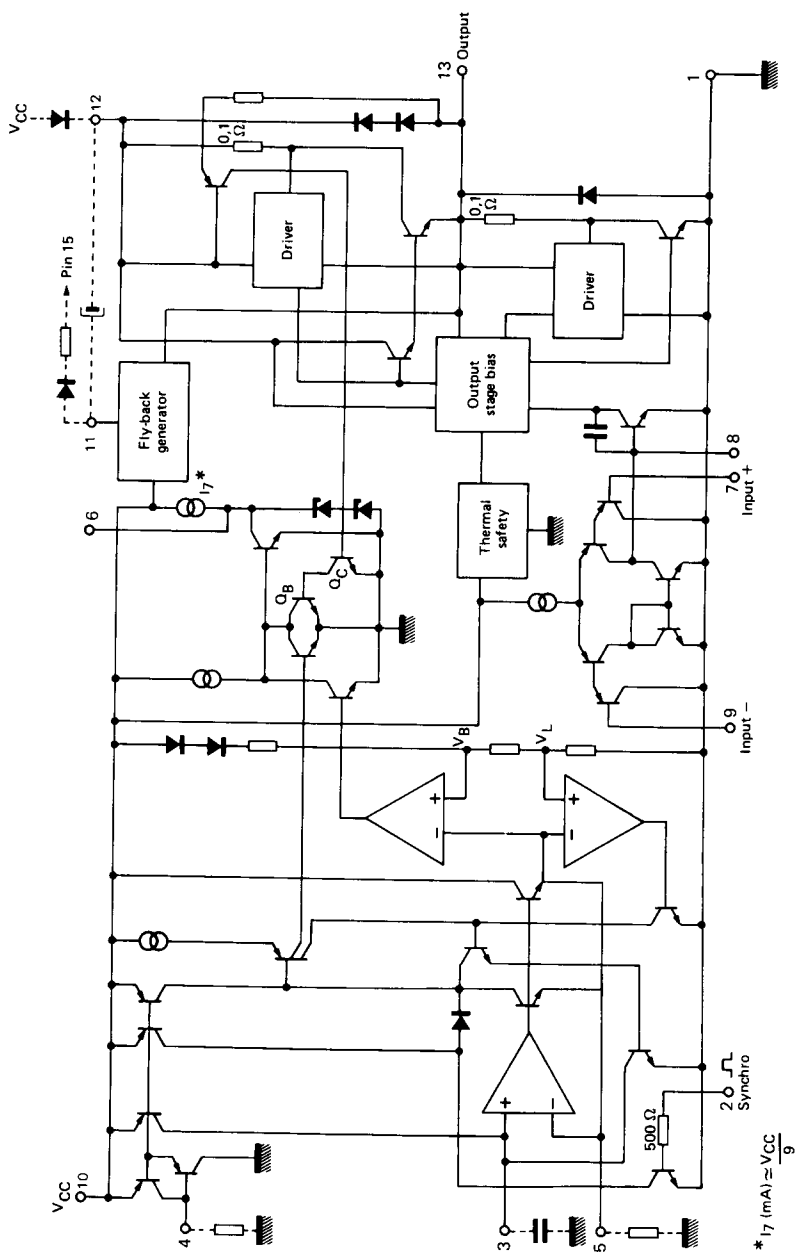 VCC
12
Pin 15
11
Fly-back
generator
I7*
6
VCC
10
4
0,1
Ω
Driver
13 Output
QB
QC
Output
stage bias
Driver
0,1
Ω
Thermal
safety
VB
VL
+
−
+
−
+
−
3
5
500 Ω
2
Synchro
9
Input −
7
Input +
8
1
* I7 (mA) ≃ VCC/9